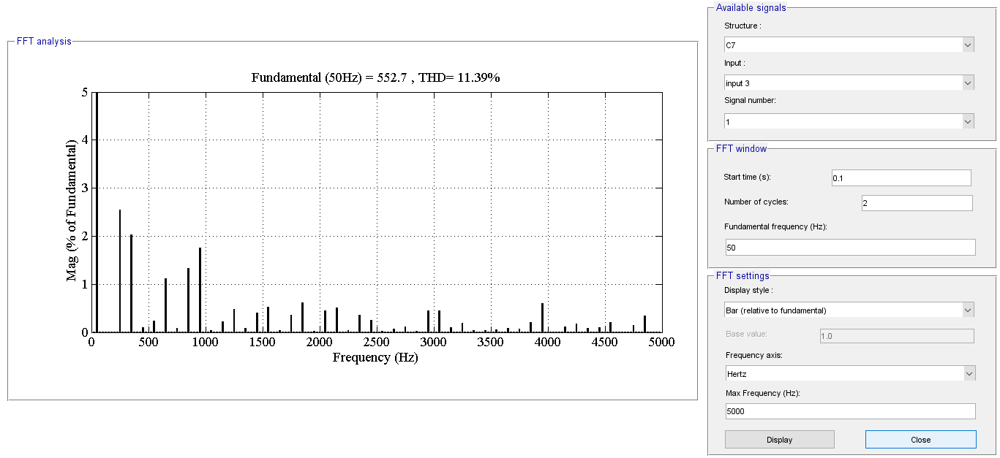 FFT analysis
Fundamental (50Hz) = 552.7 , THD= 11.39%
5
4
3
2
1
0
Mag (% of Fundamental)
0 500 1000 1500 2000 2500 3000 3500 4000 4500 5000
Frequency (Hz)
Available signals
Structure :
C7
Input :
input 3
Signal number:
1
FFT window
Start time (s):
0.1
Number of cycles:
2
Fundamental frequency (Hz):
50
FFT settings
Display style :
Bar (relative to fundamental)
Base value:
1.0
Frequency axis:
Hertz
Max Frequency (Hz):
5000
Display
Close